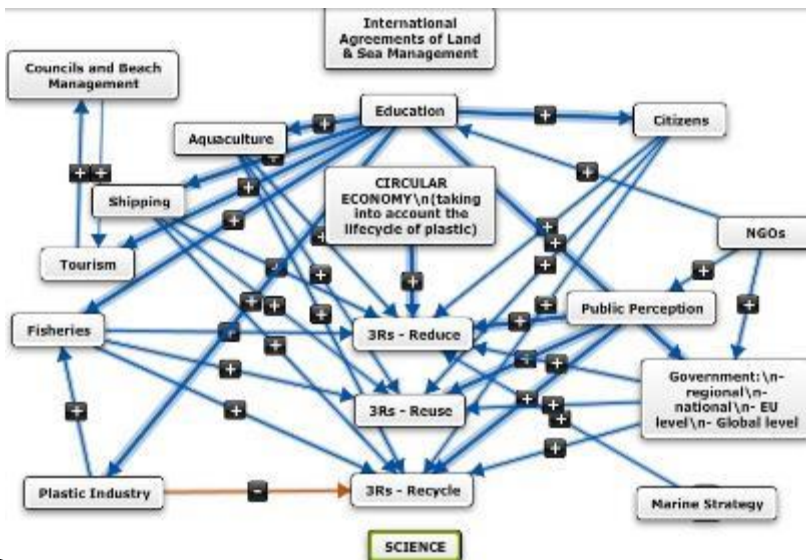 International
Agreements of Land
& Sea Management
Councils and Beach
Management
Education
Citizens
Aquaculture
CIRCULAR
ECONOMY\n(taking
into account the
lifecycle of plastic)
Shipping
NGOs
Tourism
Public Perception
Fisheries
3Rs - Reduce
Government:\n-
regional\n-
national\n- EU
level\n- Global level
3Rs - Reuse
Plastic Industry
3Rs - Recycle
Marine Strategy
SCIENCE